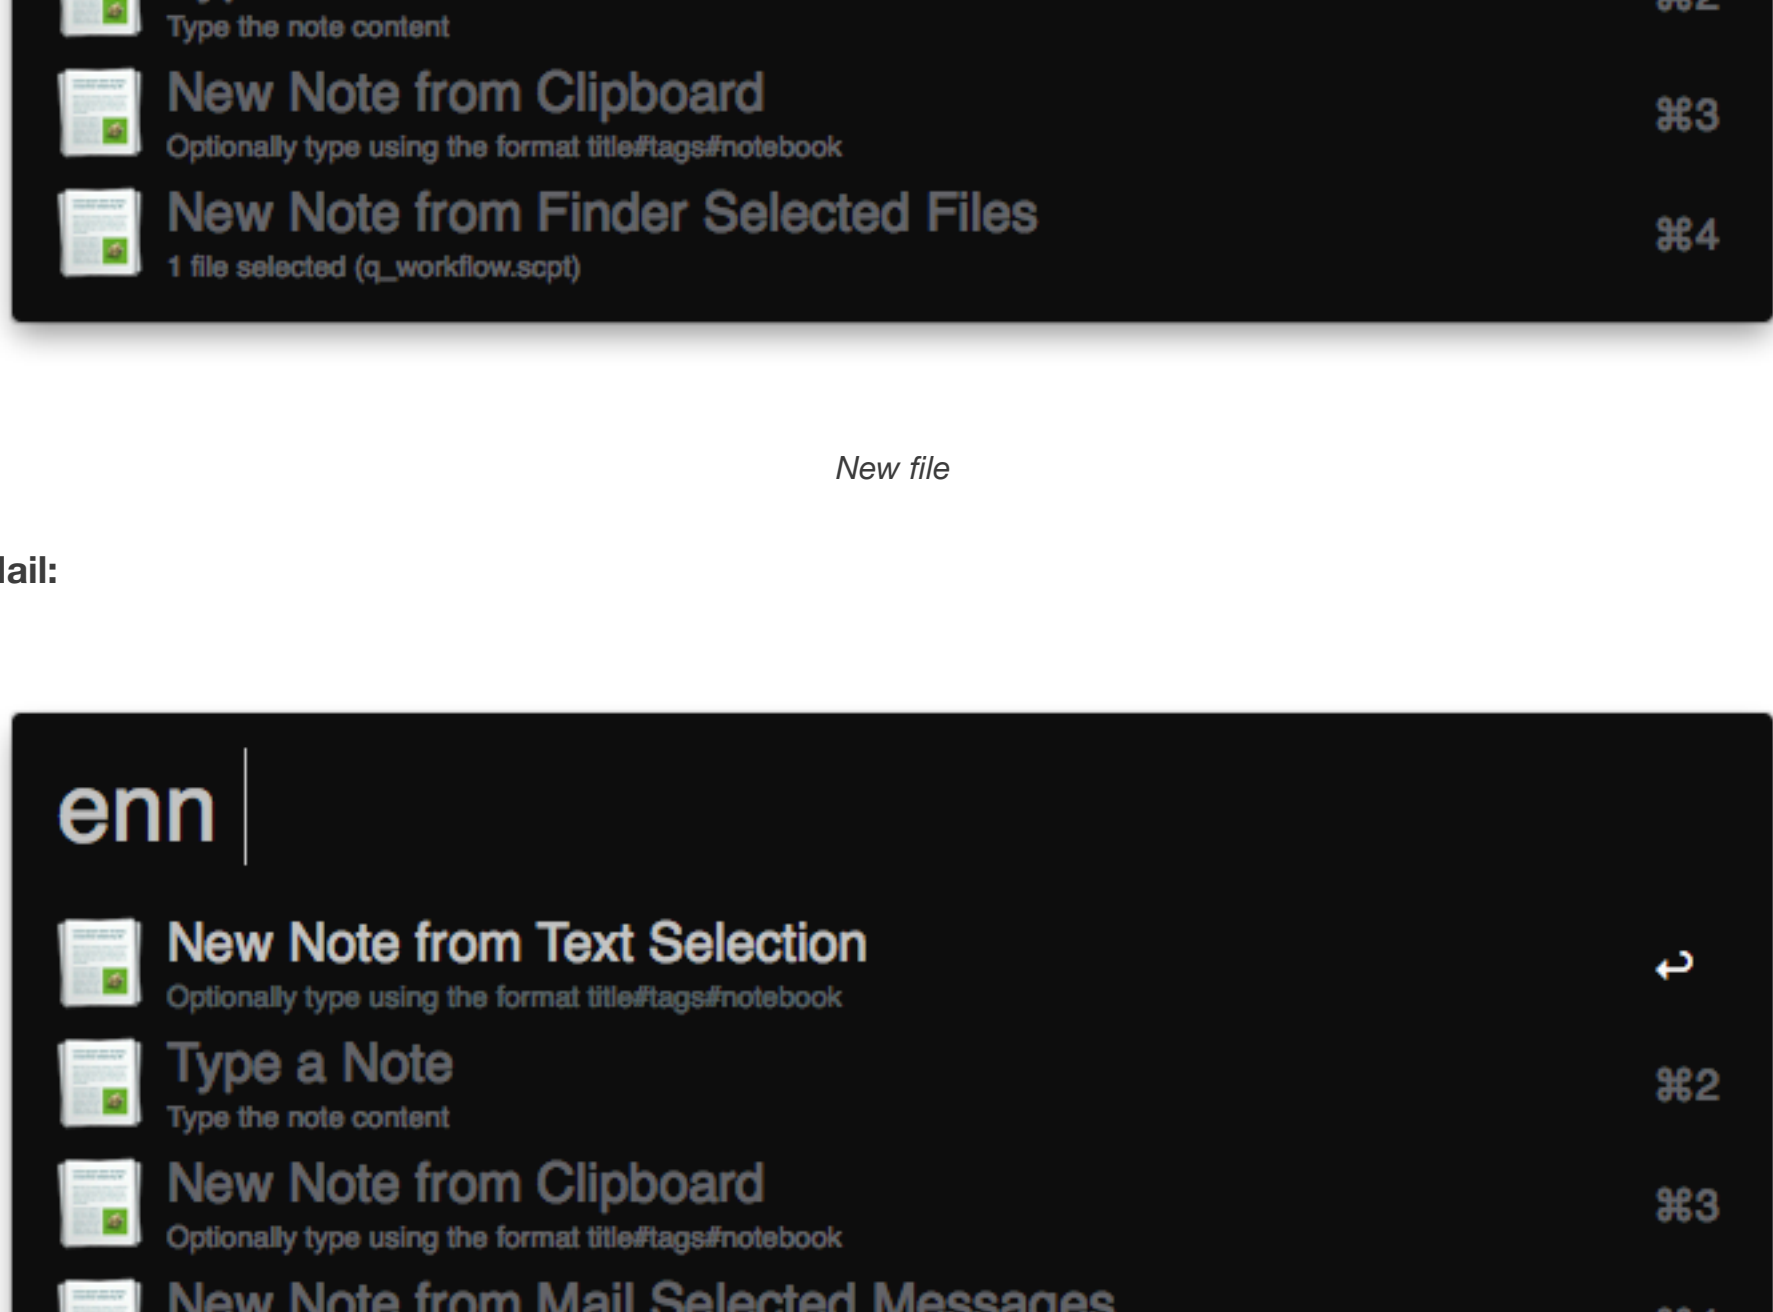 Type the note content
New Note from Clipboard
⌘3
Optionally type using the format title#tags#notebook
New Note from Finder Selected Files
⌘4
1 file selected (q_workflow.scpt)
New file
ail:
enn
New Note from Text Selection
↩
Optionally type using the format title#tags#notebook
Type a Note
⌘2
Type the note content
New Note from Clipboard
⌘3
Optionally type using the format title#tags#notebook
New Note from Mail Selected Messages